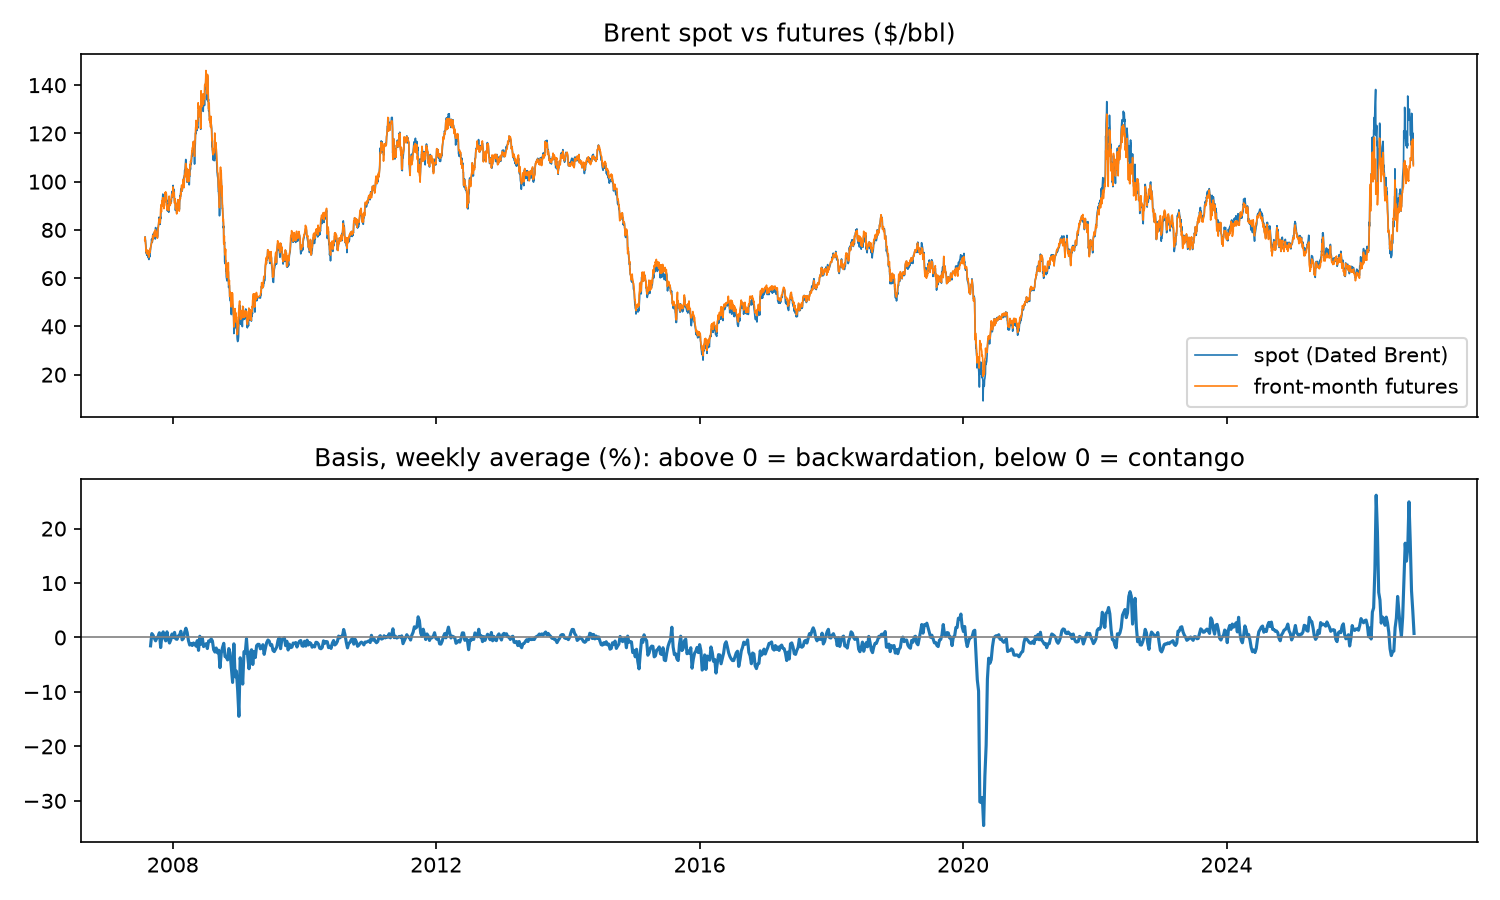 Brent spot vs futures ($/bbl)
140
120
100
80
60
40
20
spot (Dated Brent)
front-month futures
Basis, weekly average (%): above 0 = backwardation, below 0 = contango
20
10
0
−10
−20
−30
2008 2012 2016 2020 2024